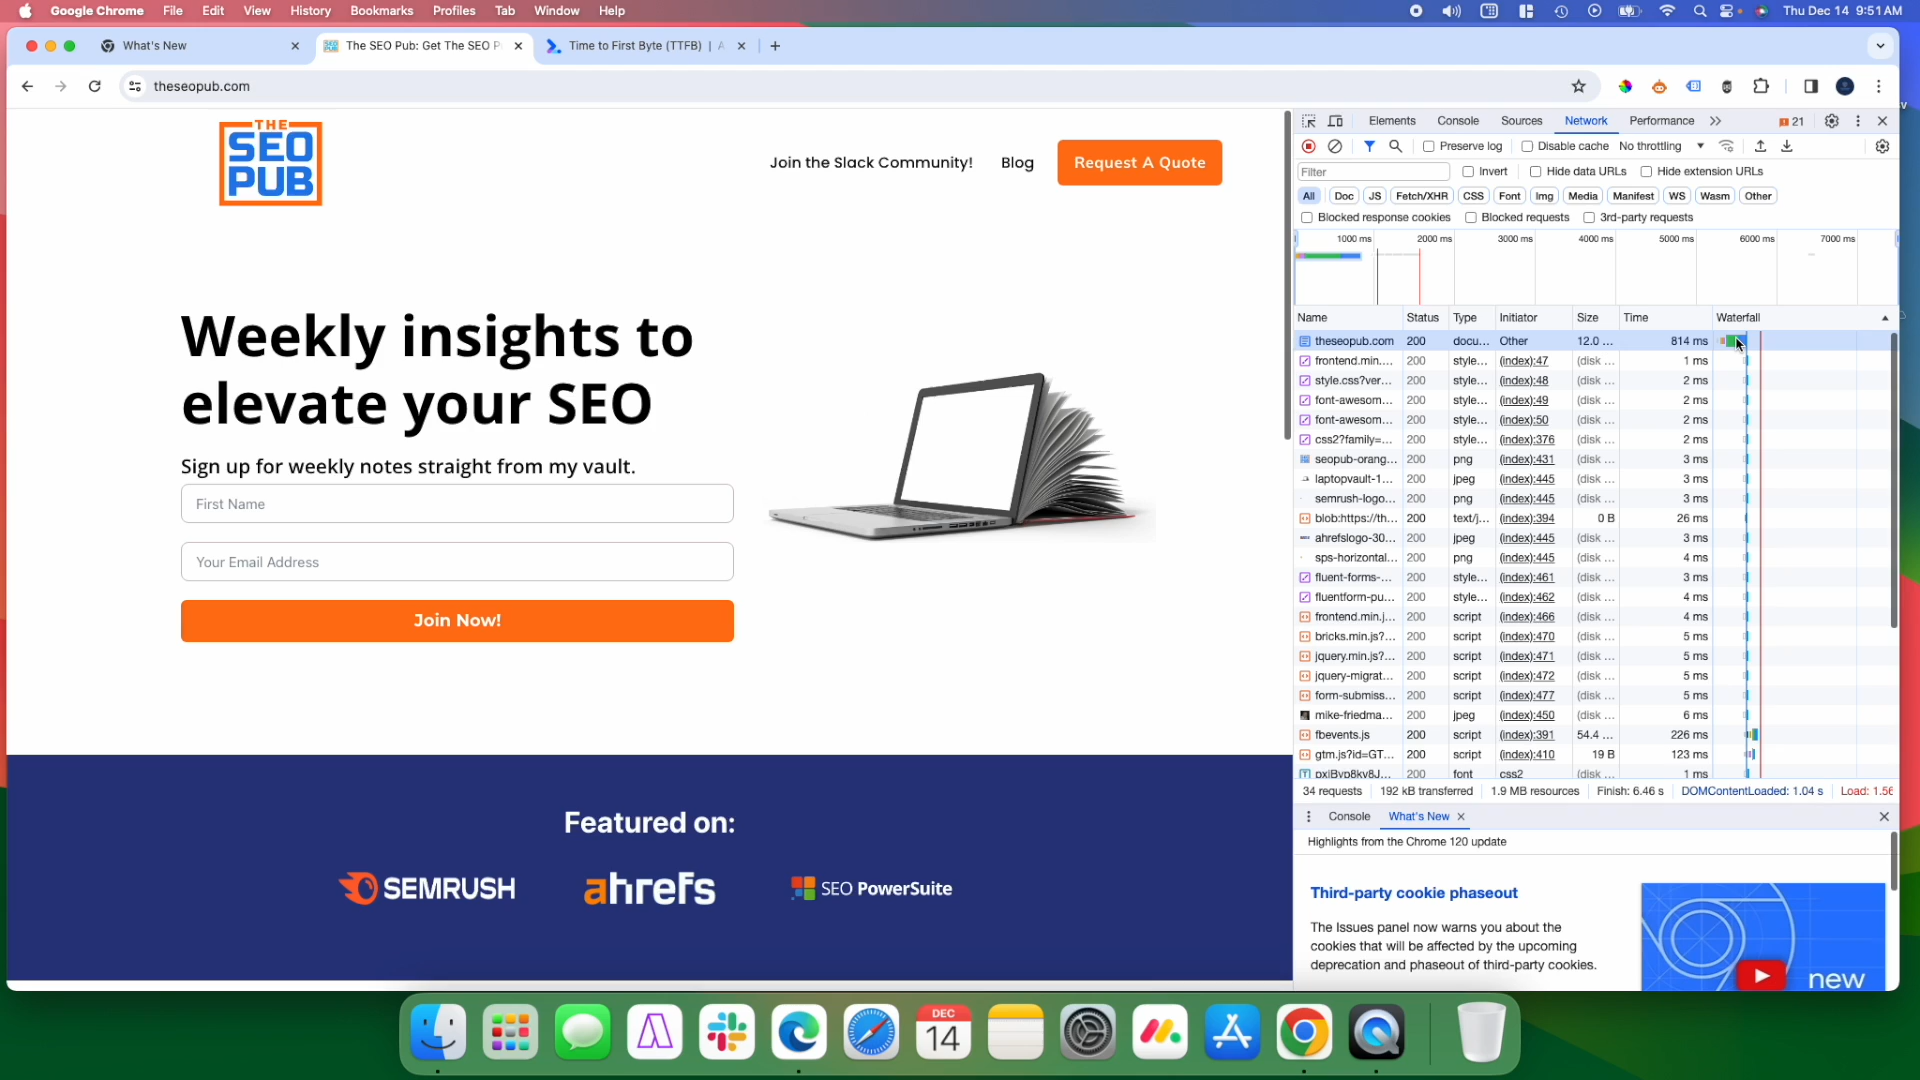 Google Chrome File Edit View History Bookmarks Profiles Tab Window Help Thu Dec 14 9:51 AM
What's New The SEO Pub: Get The SEO P Time to First Byte (TTFB) | A
theseopub.com
THE
SEO
PUB
Join the Slack Community! Blog Request A Quote
Weekly insights to
elevate your SEO
Sign up for weekly notes straight from my vault.
First Name
Your Email Address
Join Now!
Featured on:
SEMRUSH ahrefs SEO PowerSuite
Elements Console Sources Network Performance 21
Preserve log Disable cache No throttling
Filter Invert Hide data URLs Hide extension URLs
All Doc JS Fetch/XHR CSS Font Img Media Manifest WS Wasm Other
Blocked response cookies Blocked requests 3rd-party requests
1000 ms 2000 ms 3000 ms 4000 ms 5000 ms 6000 ms 7000 ms
Name Status Type Initiator Size Time Waterfall
theseopub.com 200 docu... Other 12.0 ... 814 ms
frontend.min.... 200 style... (index):47 (disk ... 1 ms
style.css?ver... 200 style... (index):48 (disk ... 2 ms
font-awesom... 200 style... (index):49 (disk ... 2 ms
font-awesom... 200 style... (index):50 (disk ... 2 ms
css2?family=... 200 style... (index):376 (disk ... 2 ms
seopub-orang... 200 png (index):431 (disk ... 3 ms
laptopvault-1... 200 jpeg (index):445 (disk ... 3 ms
semrush-logo... 200 png (index):445 (disk ... 3 ms
blob:https://th... 200 text/j... (index):394 0 B 26 ms
ahrefslogo-30... 200 jpeg (index):445 (disk ... 3 ms
sps-horizontal... 200 png (index):445 (disk ... 4 ms
fluent-forms-... 200 style... (index):461 (disk ... 3 ms
fluentform-pu... 200 style... (index):462 (disk ... 4 ms
frontend.min.j... 200 script (index):466 (disk ... 4 ms
bricks.min.js?... 200 script (index):470 (disk ... 5 ms
jquery.min.js?... 200 script (index):471 (disk ... 5 ms
jquery-migrat... 200 script (index):472 (disk ... 5 ms
form-submiss... 200 script (index):477 (disk ... 5 ms
mike-friedma... 200 jpeg (index):450 (disk ... 6 ms
fbevents.js 200 script (index):391 54.4 ... 226 ms
gtm.js?id=GT... 200 script (index):410 19 B 123 ms
pxiByp8kv8J... 200 font css2 (disk ... 1 ms
34 requests 192 kB transferred 1.9 MB resources Finish: 6.46 s DOMContentLoaded: 1.04 s Load: 1.56
Console What's New
Highlights from the Chrome 120 update
Third-party cookie phaseout
The Issues panel now warns you about the
cookies that will be affected by the upcoming
deprecation and phaseout of third-party cookies.
new
DEC
14